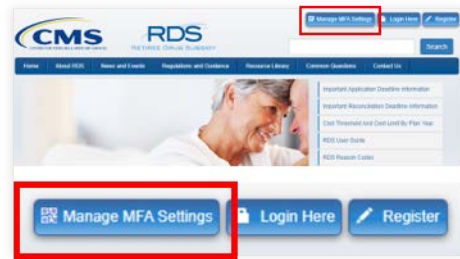 Manage MFA Settings Login Here Register
CMS RDS
RETIREE DRUG SUBSIDY
Search
Home About RDS News and Events Regulations and Guidance Resource Library Common Questions Contact Us
Important Application Deadline Information
Important Reconciliation Deadline Information
Cost Threshold And Cost Limit By Plan Year
RDS User Guide
RDS Reason Codes
Manage MFA Settings Login Here Register